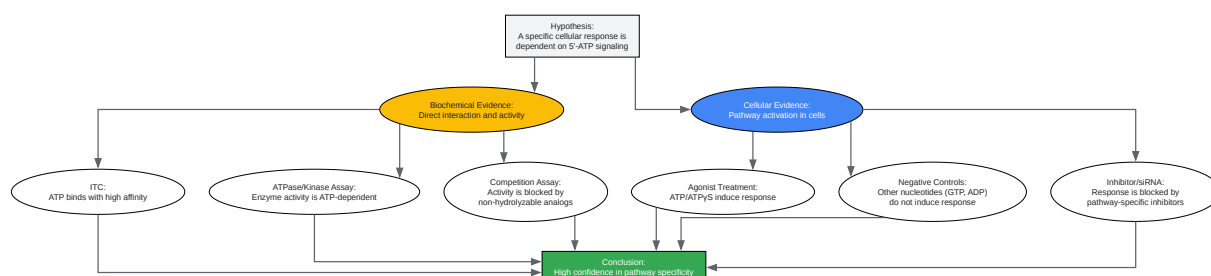 Hypothesis:
A specific cellular response is
dependent on 5'-ATP signaling
Biochemical Evidence:
Direct interaction and activity
Cellular Evidence:
Pathway activation in cells
ITC:
ATP binds with high affinity
ATPase/Kinase Assay:
Enzyme activity is ATP-dependent
Competition Assay:
Activity is blocked by
non-hydrolyzable analogs
Agonist Treatment:
ATP/ATPγS induce response
Negative Controls:
Other nucleotides (GTP, ADP)
do not induce response
Inhibitor/siRNA:
Response is blocked by
pathway-specific inhibitors
Conclusion:
High confidence in pathway specificity